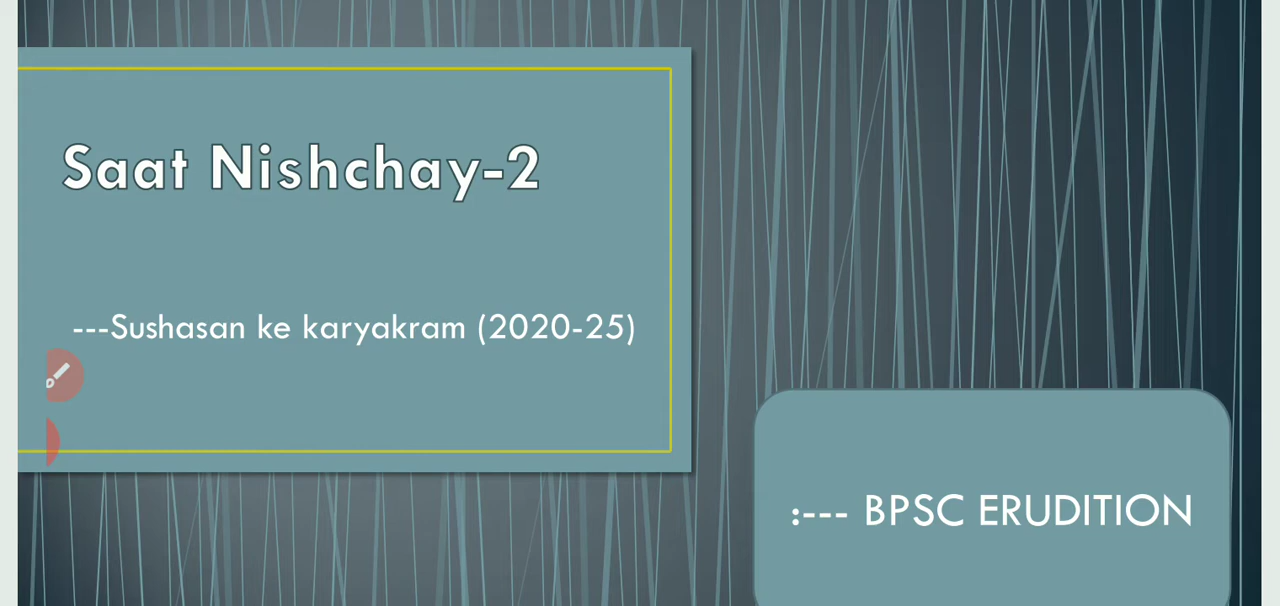 Saat Nishchay-2
---Sushasan ke karyakram (2020-25)
:--- BPSC ERUDITION